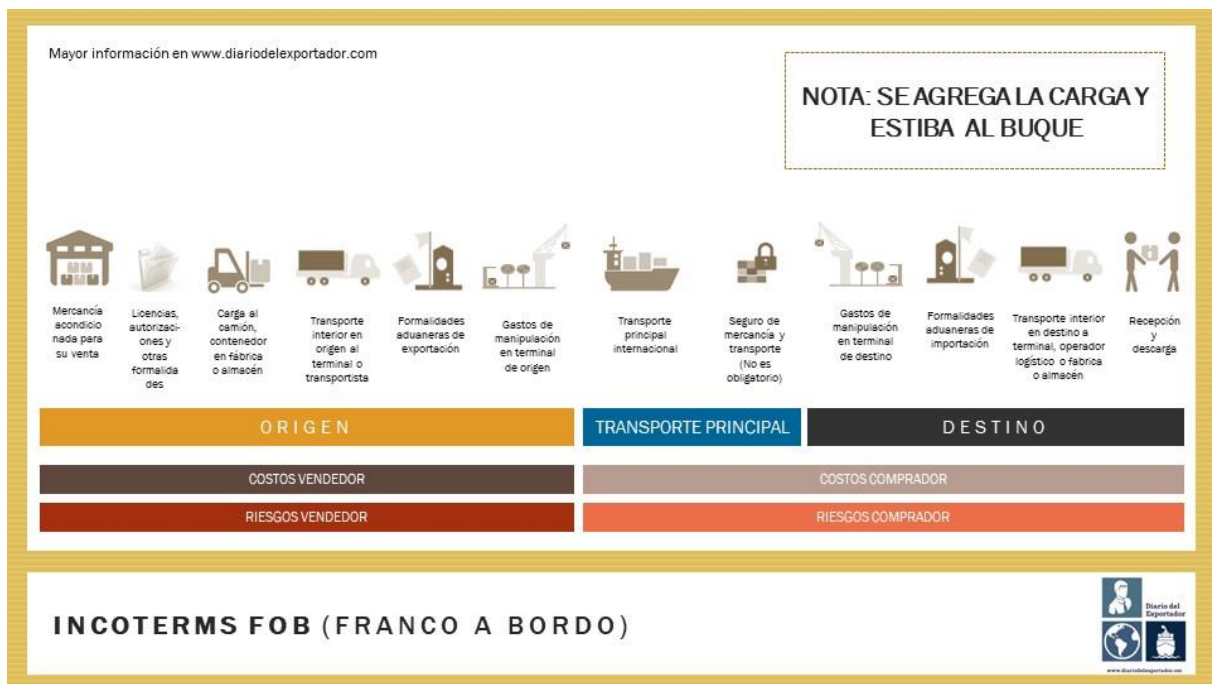 Mayor información en www.diariodelexportador.com
NOTA: SE AGREGA LA CARGA Y
ESTIBA AL BUQUE
Mercancía
acondicio
nada para
su venta
Licencias,
autorizaci-
ones y
otras
formalida
des
Carga al
camión,
contenedor
en fábrica
o almacén
Transporte
interior en
origen al
terminal o
transportista
Formalidades
aduaneras de
exportación
Gastos de
manipulación
en terminal
de origen
Transporte
principal
internacional
Seguro de
mercancía y
transporte
(No es
obligatorio)
Gastos de
manipulación
en terminal
de destino
Formalidades
aduaneras de
importación
Transporte interior
en destino a
terminal, operador
logístico o fabrica
o almacén
Recepción
y
descarga
ORIGEN
TRANSPORTE PRINCIPAL
DESTINO
COSTOS VENDEDOR
COSTOS COMPRADOR
RIESGOS VENDEDOR
RIESGOS COMPRADOR
INCOTERMS FOB (FRANCO A BORDO)
Diario del
Exportador
www.diariodelexportador.com